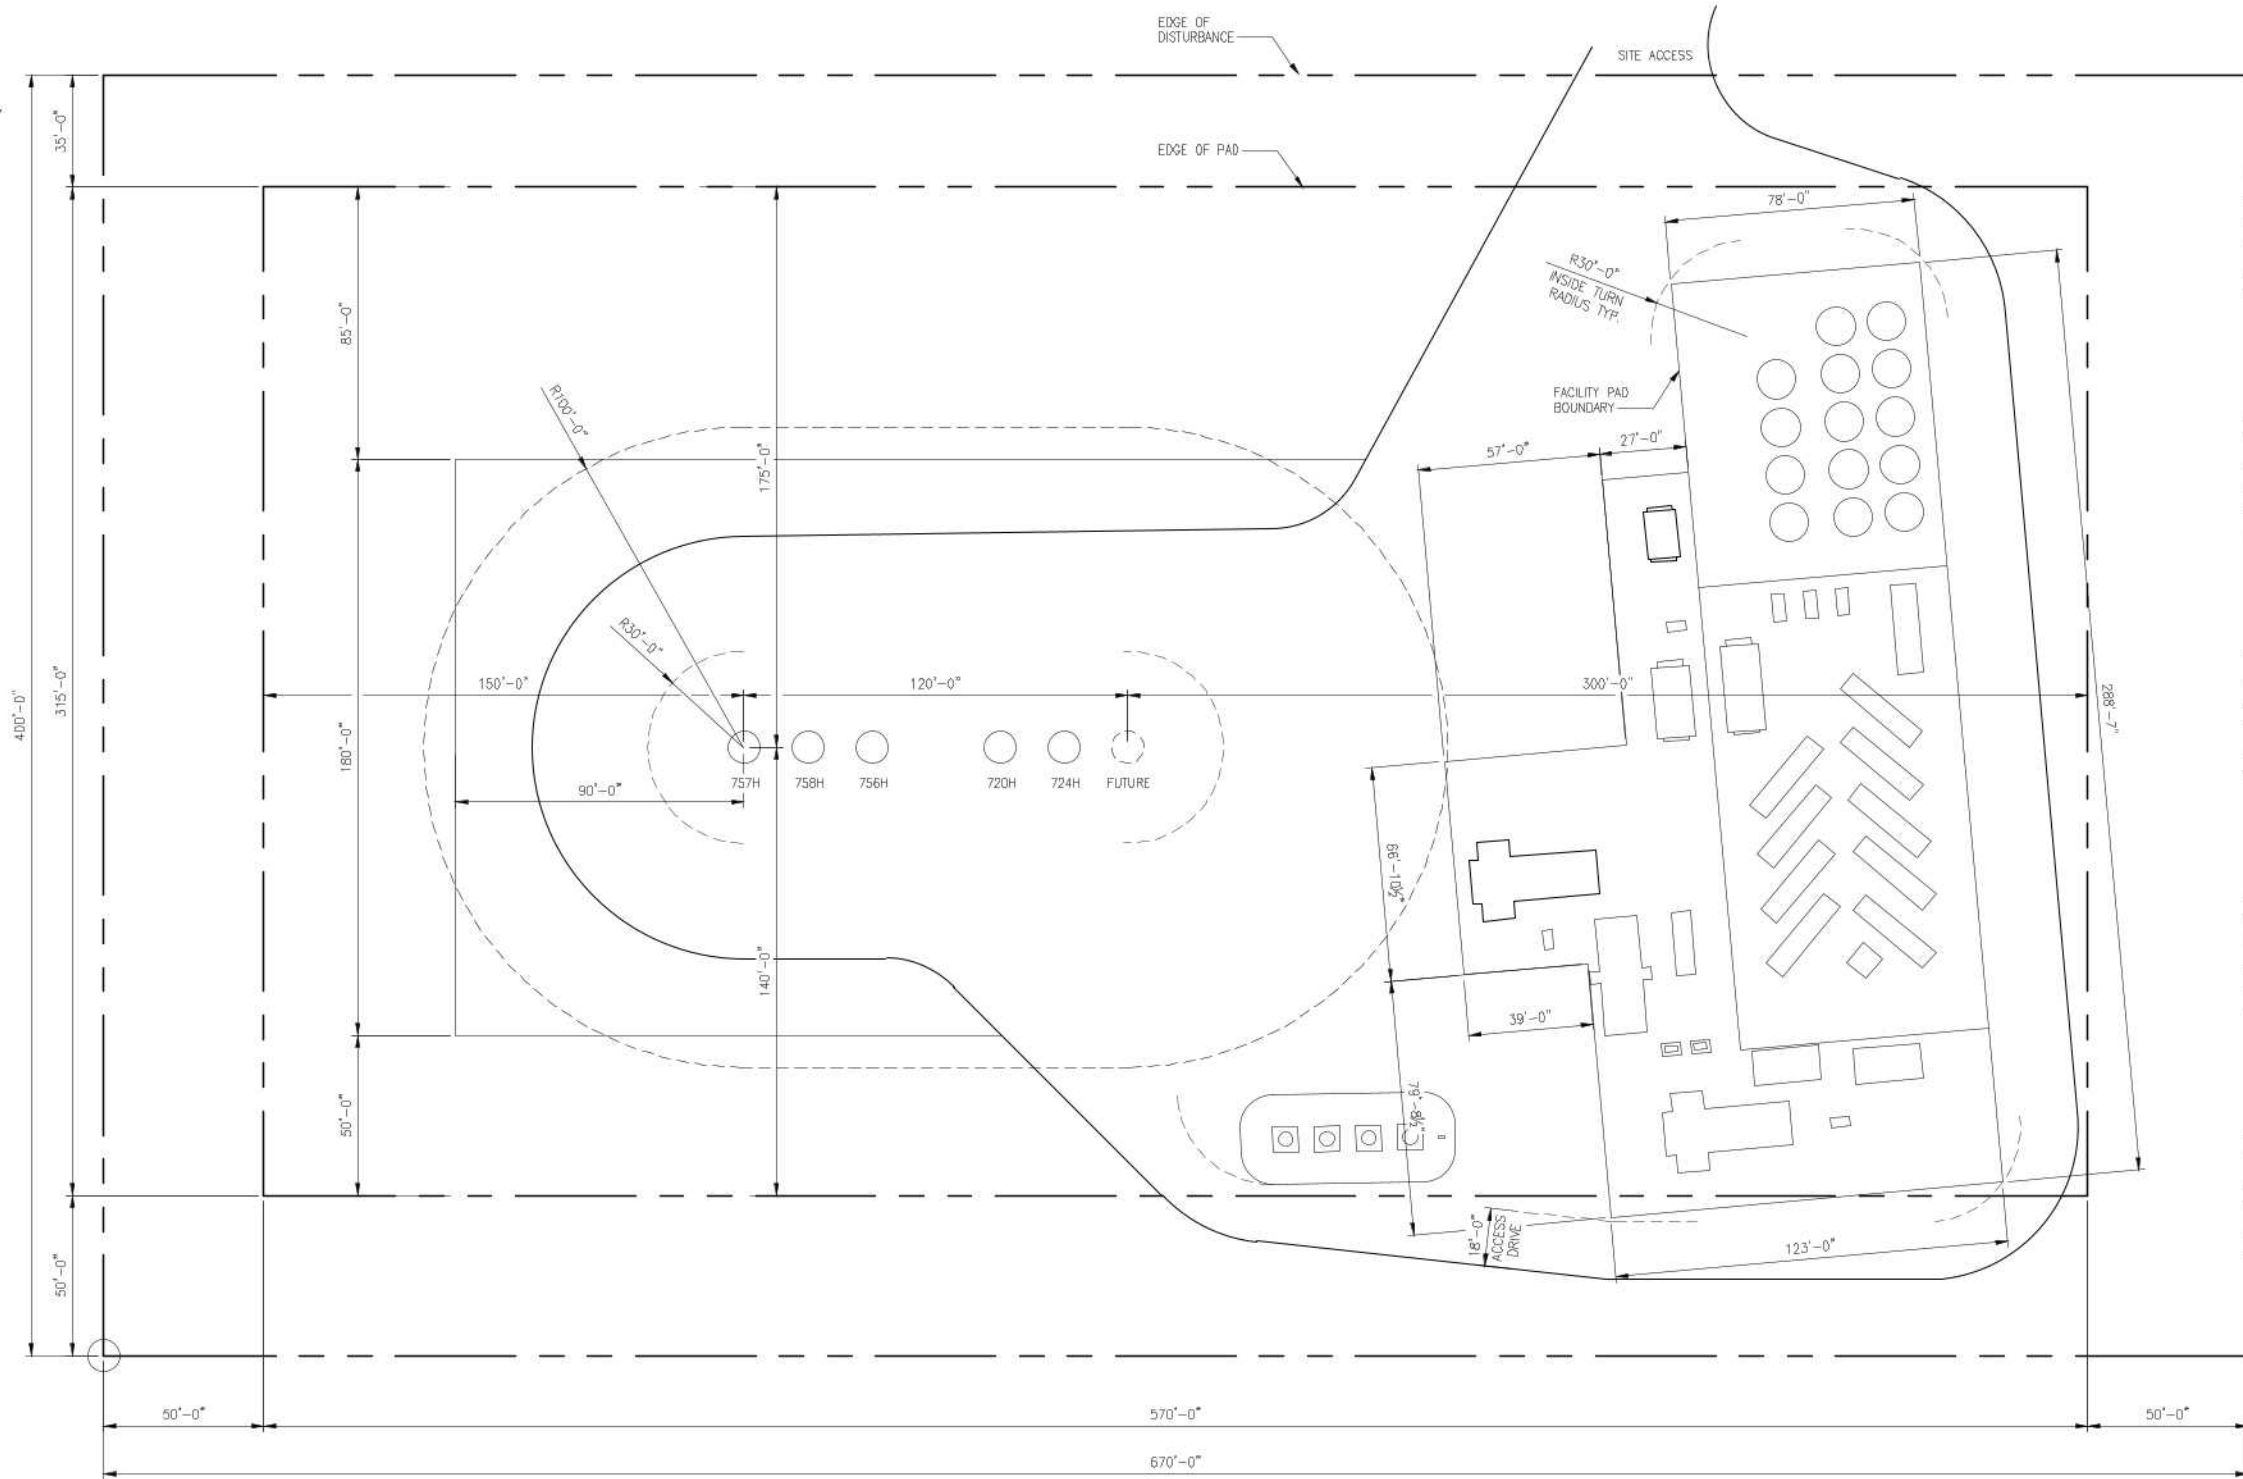 EDGE OF
DISTURBANCE
SITE ACCESS
35'-0"
EDGE OF PAD
78'-0"
R30'-0"
INSIDE TURN
RADIUS TYP.
85'-0"
FACILITY PAD
BOUNDARY
R100'-0"
27'-0"
57'-0"
175'-0"
R30'-0"
150'-0"
120'-0"
300'-0"
288'-7"
315'-0"
400'-0"
180'-0"
757H
758H
756H
720H
724H
FUTURE
90'-0"
66'-10½"
140'-0"
39'-0"
50'-0"
79'-8½"
18'-0"
ACCESS
DRIVE
123'-0"
50'-0"
50'-0"
570'-0"
50'-0"
670'-0"